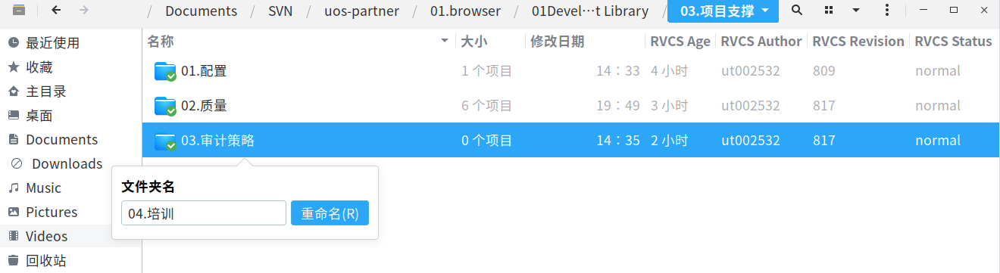 / Documents / SVN / uos-partner / 01.browser / 01Devel…t Library / 03.项目支撑
最近使用
收藏
主目录
桌面
Documents
Downloads
Music
Pictures
Videos
回收站
名称 大小 修改日期 RVCS Age RVCS Author RVCS Revision RVCS Status
01.配置 1 个项目 14：33 4 小时 ut002532 809 normal
02.质量 6 个项目 19：49 3 小时 ut002532 817 normal
03.审计策略 0 个项目 14：35 2 小时 ut002532 817 normal
文件夹名
04.培训 重命名(R)